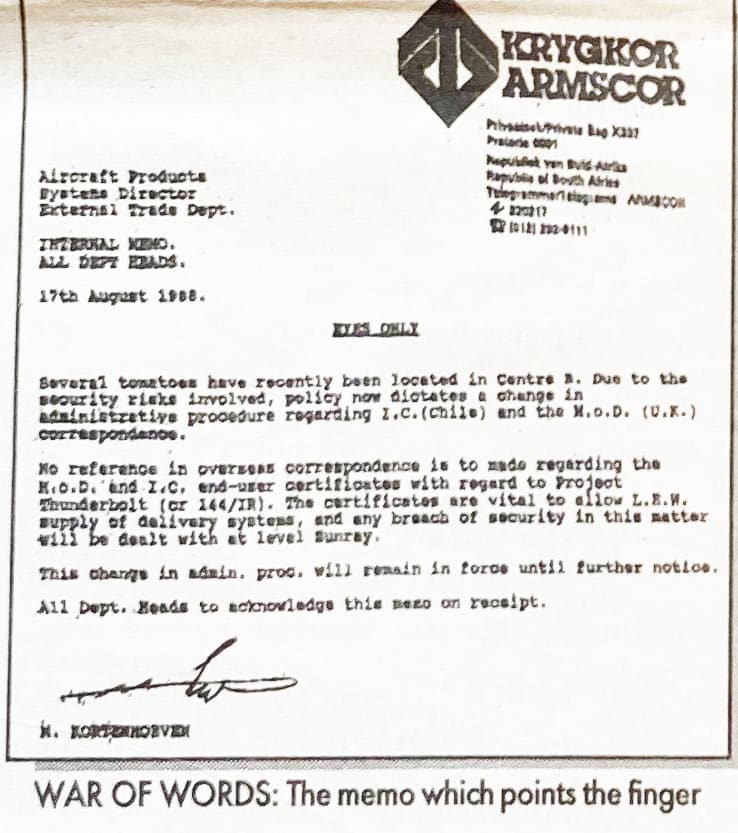 KRYGKOR
ARMSCOR
Privaatsak/Private Bag X337
Pretoria 0001
Republiek van Suid-Afrika
Republic of South Africa
Telegramme/Telegrams ARMSCOR
320217
(012)
Aircraft Products
Systems Director
External Trade Dept.
INTERNAL MEMO.
ALL DEPT HEADS.
17th August 1988.
EYES ONLY
Several tomatoes have recently been located in Centre B. Due to the
security risks involved, policy now dictates a change in
administrative procedure regarding I.C.(Chile) and the M.o.D. (U.K.)
correspondence.
No reference in overseas correspondence is to made regarding the
M.O.D. and I.C. end-user certificates with regard to Project
Thunderbolt (or 144/IR). The certificates are vital to allow L.E.W.
supply of delivery systems, and any breach of security in this matter
will be dealt with at level Sunray.
This change in admin. proc. will remain in force until further notice.
All Dept. Heads to acknowledge this memo on receipt.
KORTENHOEVEN
WAR OF WORDS: The memo which points the finger